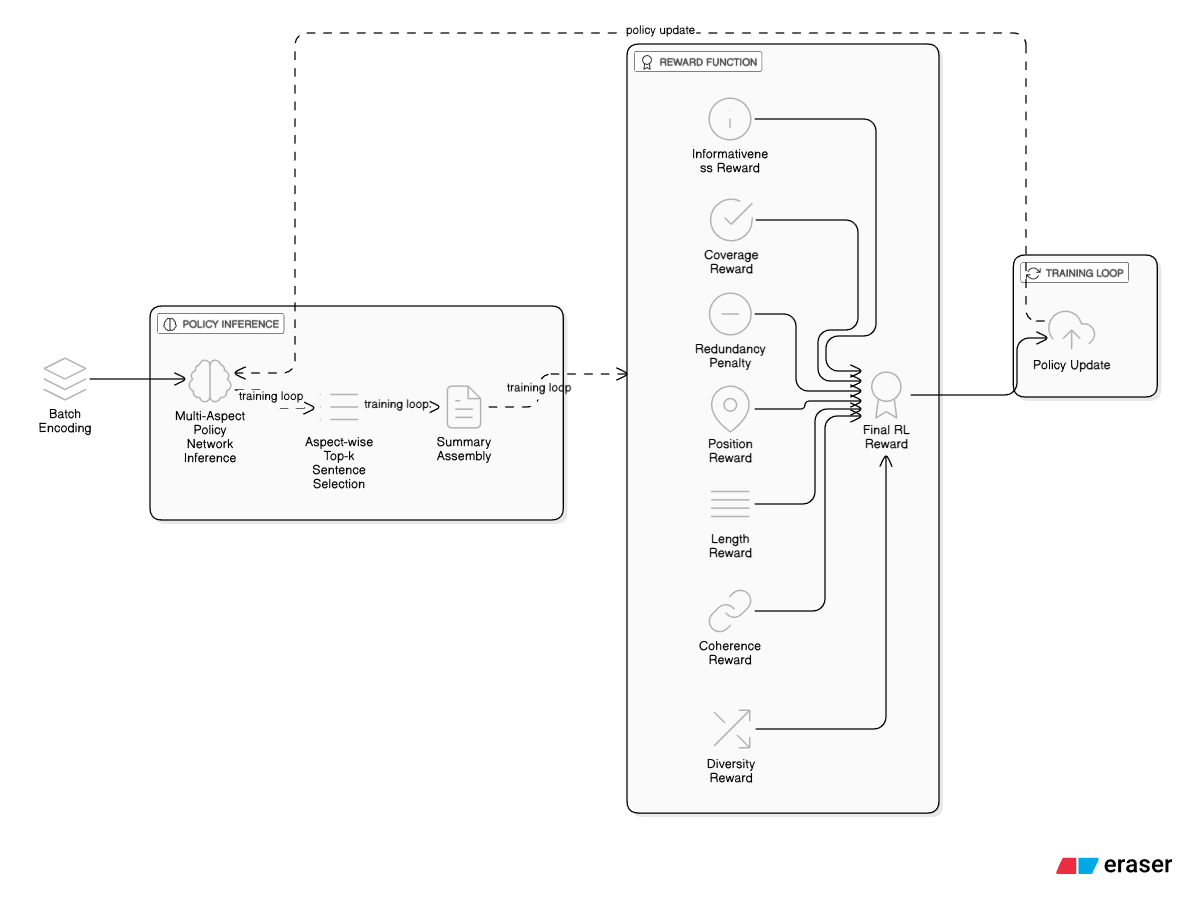 policy update
REWARD FUNCTION
Informativene
ss Reward
Coverage
Reward
Redundancy
Penalty
Position
Reward
Length
Reward
Coherence
Reward
Diversity
Reward
Final RL
Reward
TRAINING LOOP
Policy Update
POLICY INFERENCE
Batch
Encoding
Multi-Aspect
Policy
Network
Inference
training loop
Aspect-wise
Top-k
Sentence
Selection
training loop
Summary
Assembly
training loop
eraser